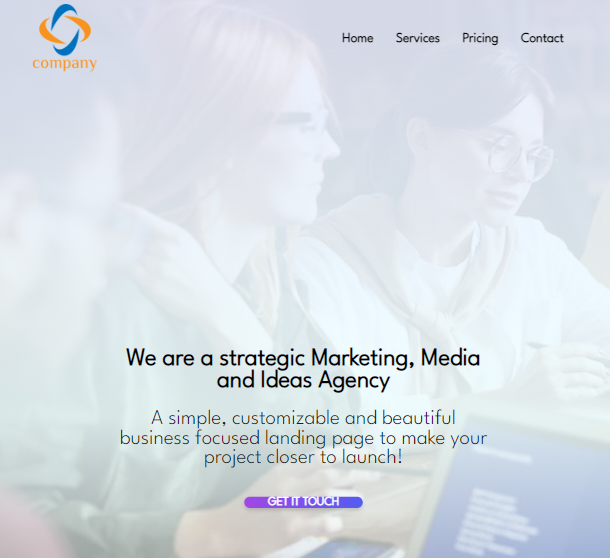 company
Home Services Pricing Contact
We are a strategic Marketing, Media
and Ideas Agency
A simple, customizable and beautiful
business focused landing page to make your
project closer to launch!
GET IT TOUCH